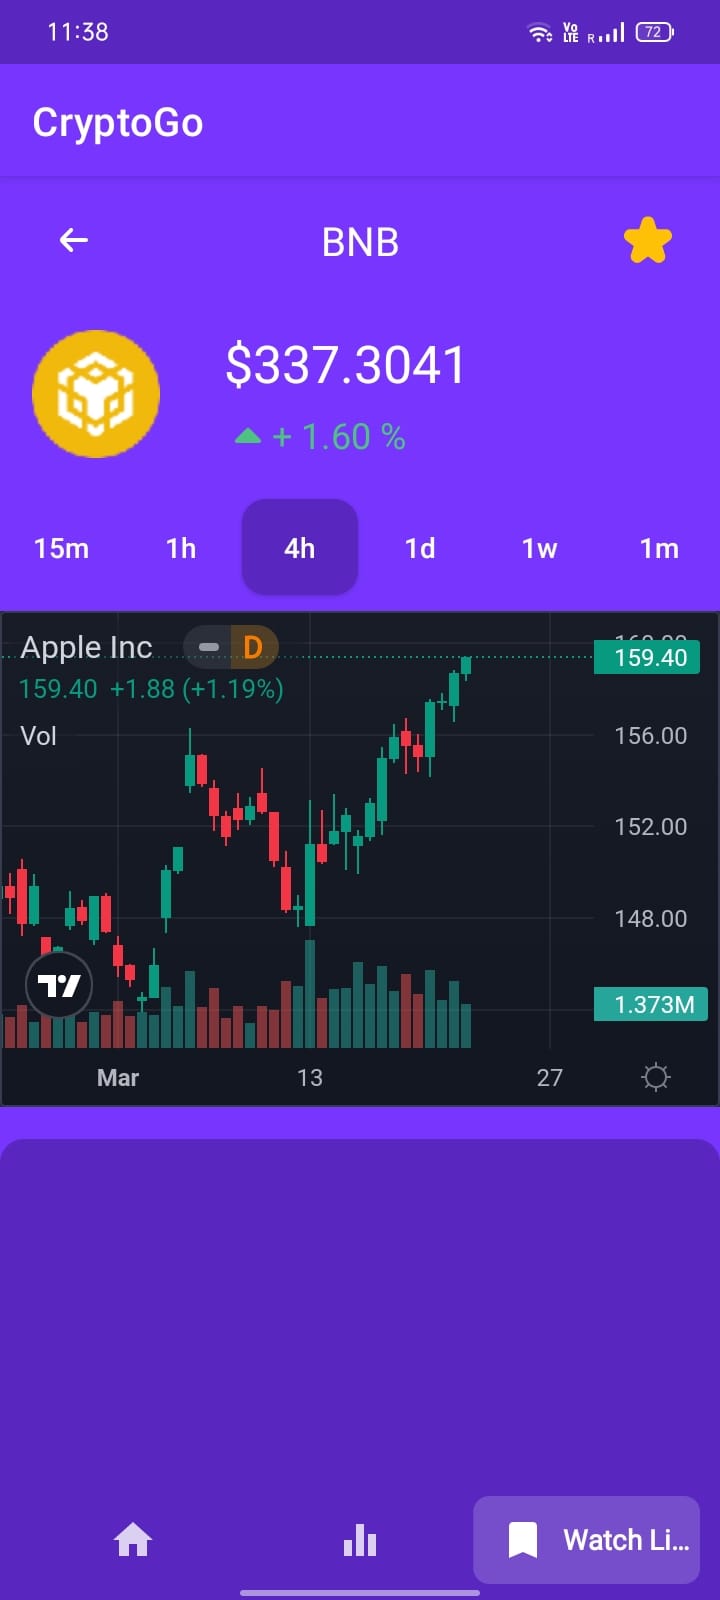 11:38 Vo LTE R 72
CryptoGo
BNB
$337.3041
+ 1.60 %
15m 1h 4h 1d 1w 1m
Apple Inc D
159.40
159.40 +1.88 (+1.19%)
Vol
156.00
152.00
148.00
1.373M
Mar 13 27
Watch Li...